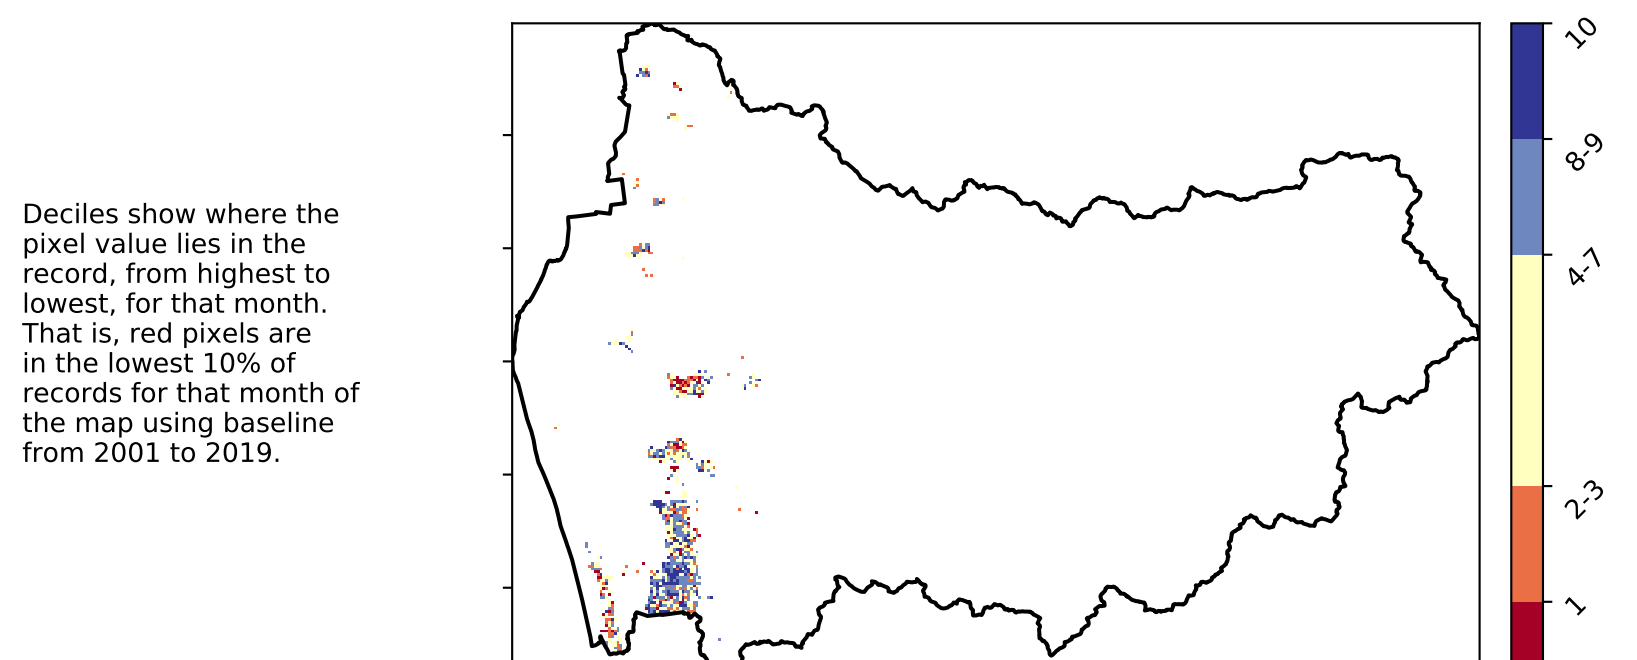 Deciles show where the
pixel value lies in the
record, from highest to
lowest, for that month.
That is, red pixels are
in the lowest 10% of
records for that month of
the map using baseline
from 2001 to 2019.
10
8-9
4-7
2-3
1